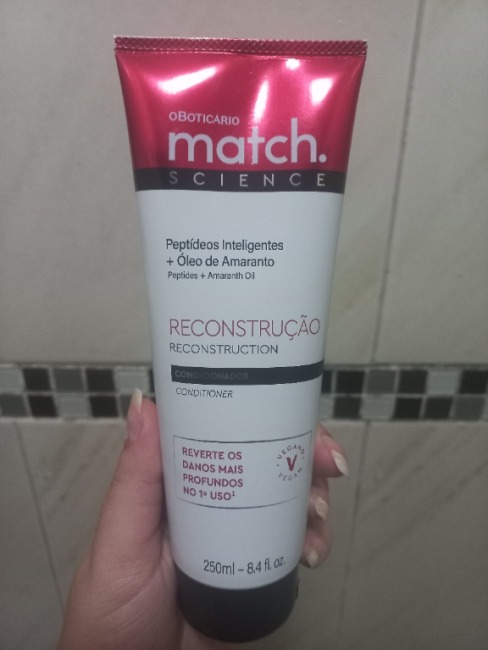 oBOTICÁRIO
match.
SCIENCE
Peptídeos Inteligentes
+ Óleo de Amaranto
Peptides + Amaranth Oil
RECONSTRUÇÃO
RECONSTRUCTION
CONDICIONADOR
CONDITIONER
REVERTE OS
DANOS MAIS
PROFUNDOS
NO 1º USO¹
VEGANO
V
VEGAN
250ml – 8.4 fl. oz.